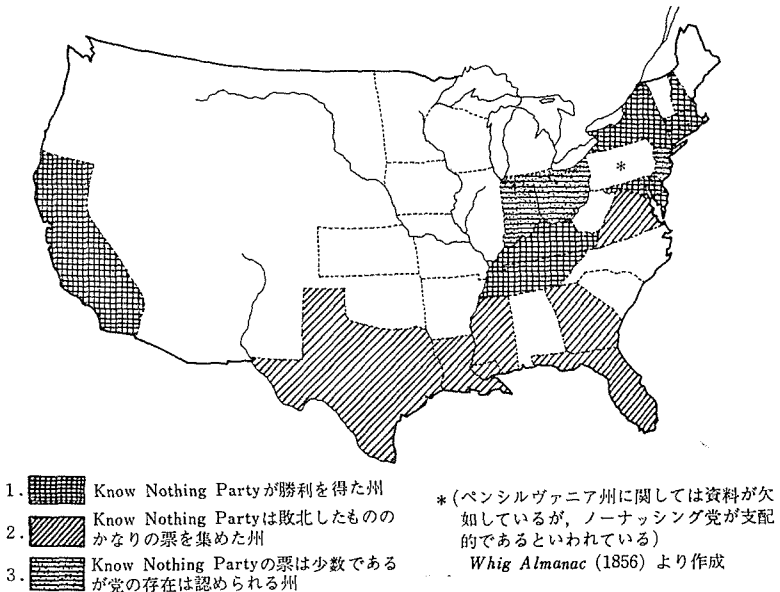 *
1. Know Nothing Partyが勝利を得た州
2. Know Nothing Partyは敗北したものの
かなりの票を集めた州
3. Know Nothing Partyの票は少数である
が党の存在は認められる州
*(ペンシルヴァニア州に関しては資料が欠
如しているが，ノーナッシング党が支配
的であるといわれている)
Whig Almanac (1856) より作成